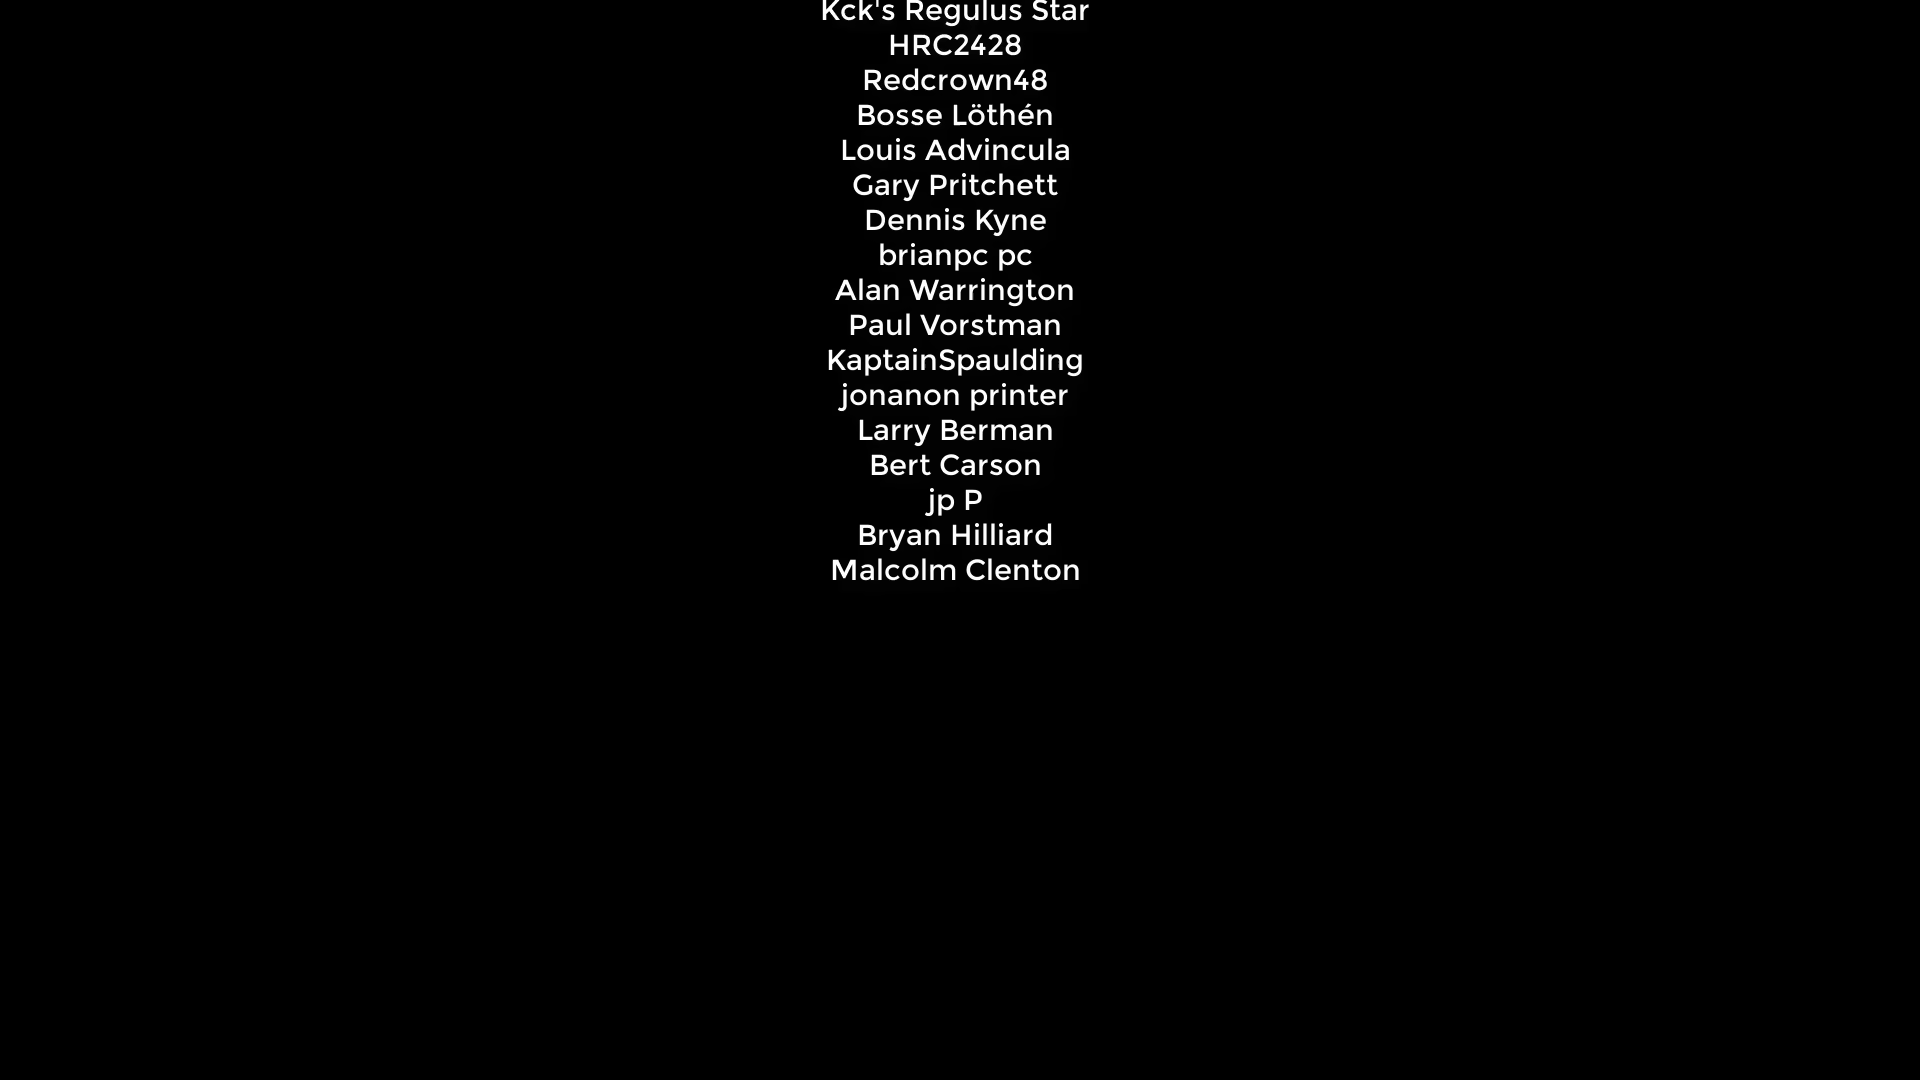 Kck's Regulus Star
HRC2428
Redcrown48
Bosse Löthén
Louis Advincula
Gary Pritchett
Dennis Kyne
brianpc pc
Alan Warrington
Paul Vorstman
KaptainSpaulding
jonanon printer
Larry Berman
Bert Carson
jp P
Bryan Hilliard
Malcolm Clenton